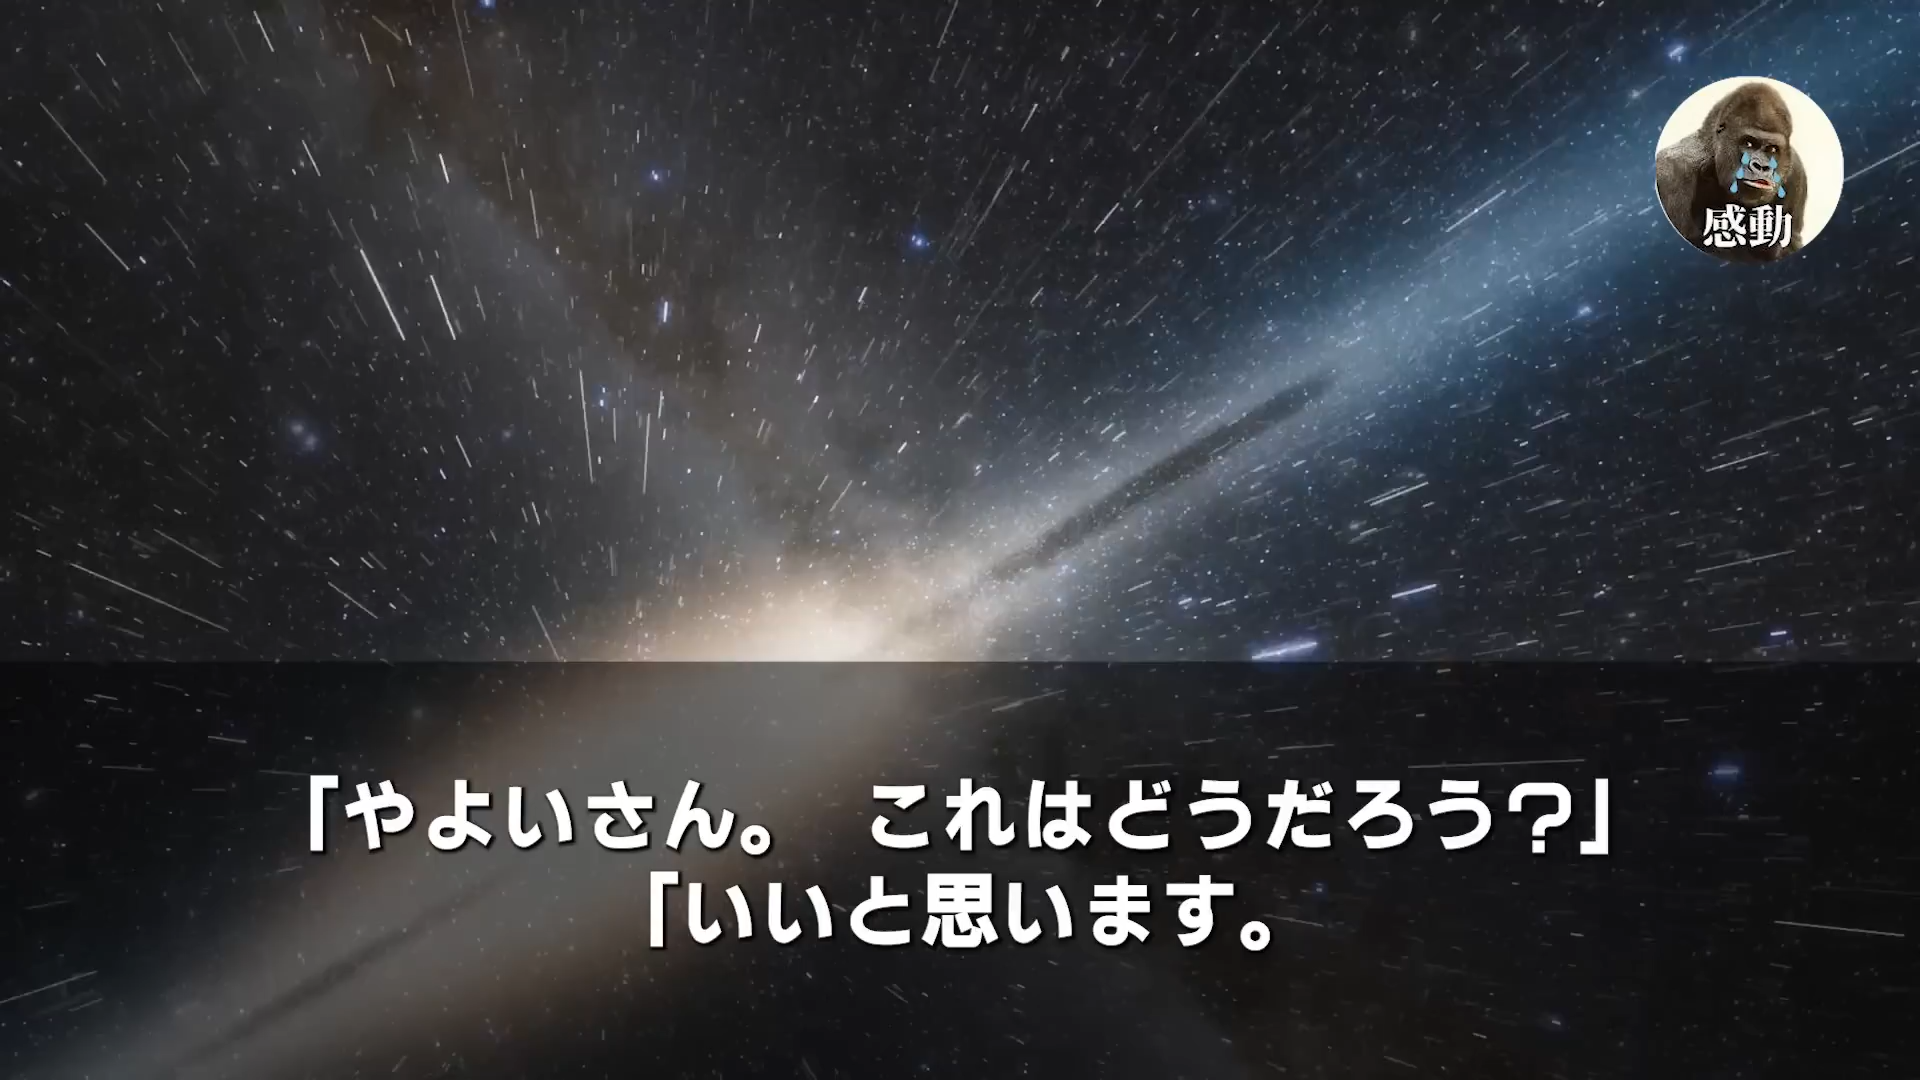 感動
「やよいさん。　これはどうだろう？」
「いいと思います。